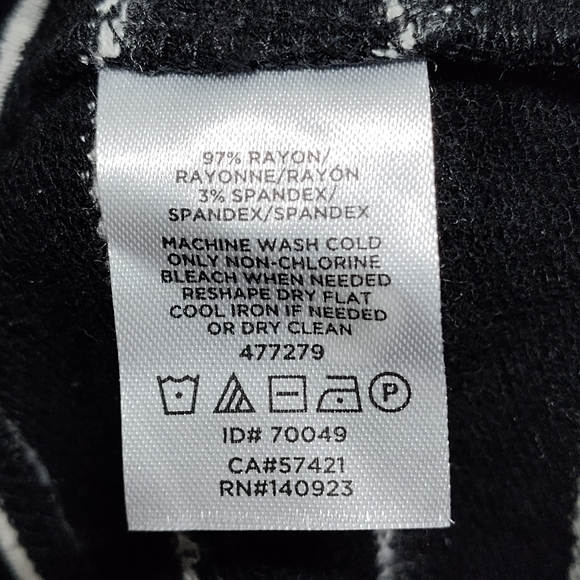 97% RAYON/
RAYONNE/RAYÓN
3% SPANDEX/
SPANDEX/SPANDEX
MACHINE WASH COLD
ONLY NON-CHLORINE
BLEACH WHEN NEEDED
RESHAPE DRY FLAT
COOL IRON IF NEEDED
OR DRY CLEAN
477279
P
ID# 70049
CA#57421
RN#140923